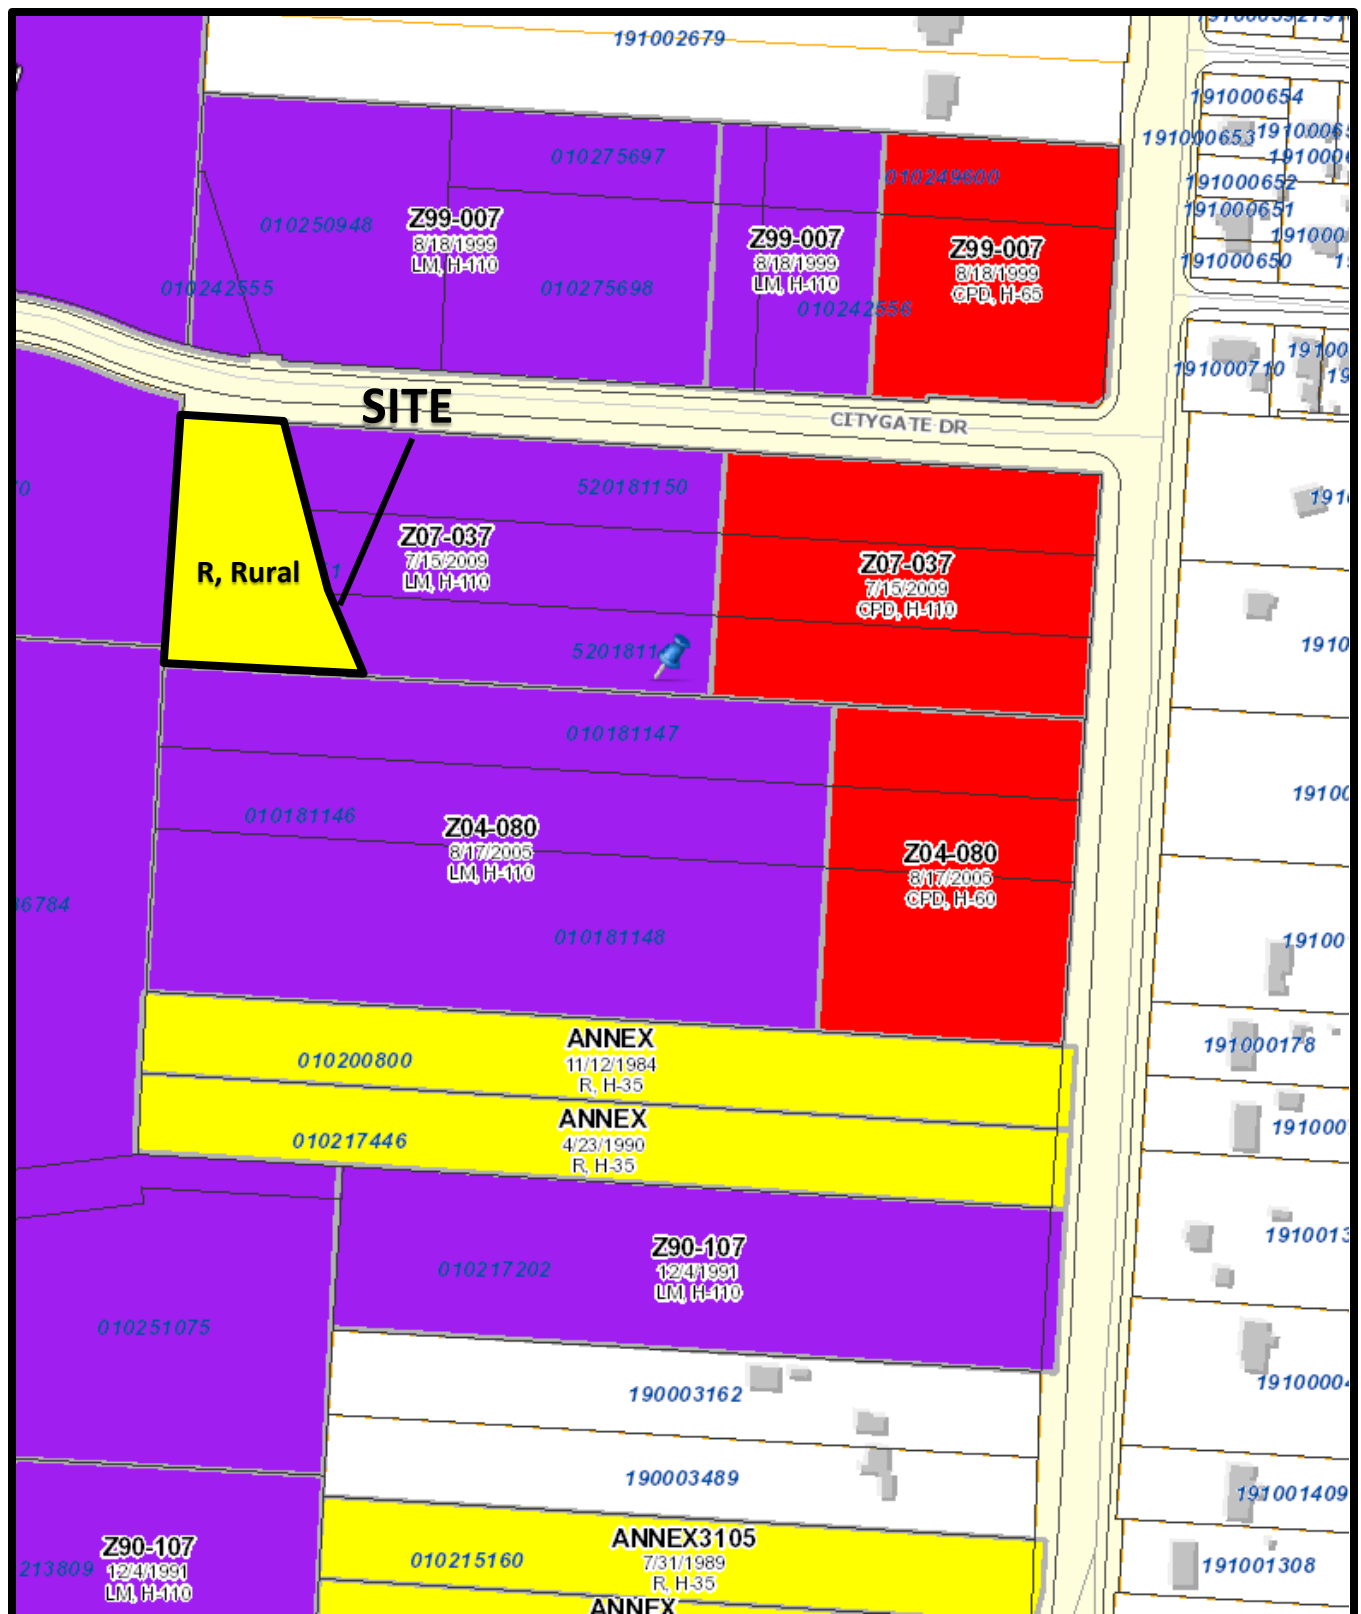 191002679
191000654
191000653
010275697
010249600
191000652
191000651
010250948
Z99-007
8/18/1999
LM, H-110
Z99-007
8/18/1999
LM, H-110
Z99-007
8/18/1999
CPD, H-65
191000650
010242555
010275698
010242556
191000710
SITE
CITYGATE DR
520181150
Z07-037
7/15/2009
LM, H-110
Z07-037
7/15/2009
CPD, H-110
R, Rural
5201811
010181147
010181146
Z04-080
8/17/2005
LM, H-110
Z04-080
8/17/2005
CPD, H-60
010181148
ANNEX
11/12/1984
R, H-35
010200800
191000178
ANNEX
4/23/1990
R, H-35
010217446
Z90-107
12/4/1991
LM, H-110
010217202
010251075
190003162
190003489
191001409
ANNEX3105
7/31/1989
R, H-35
010215160
191001308
Z90-107
12/4/1991
LM, H-110
213809
ANNEX